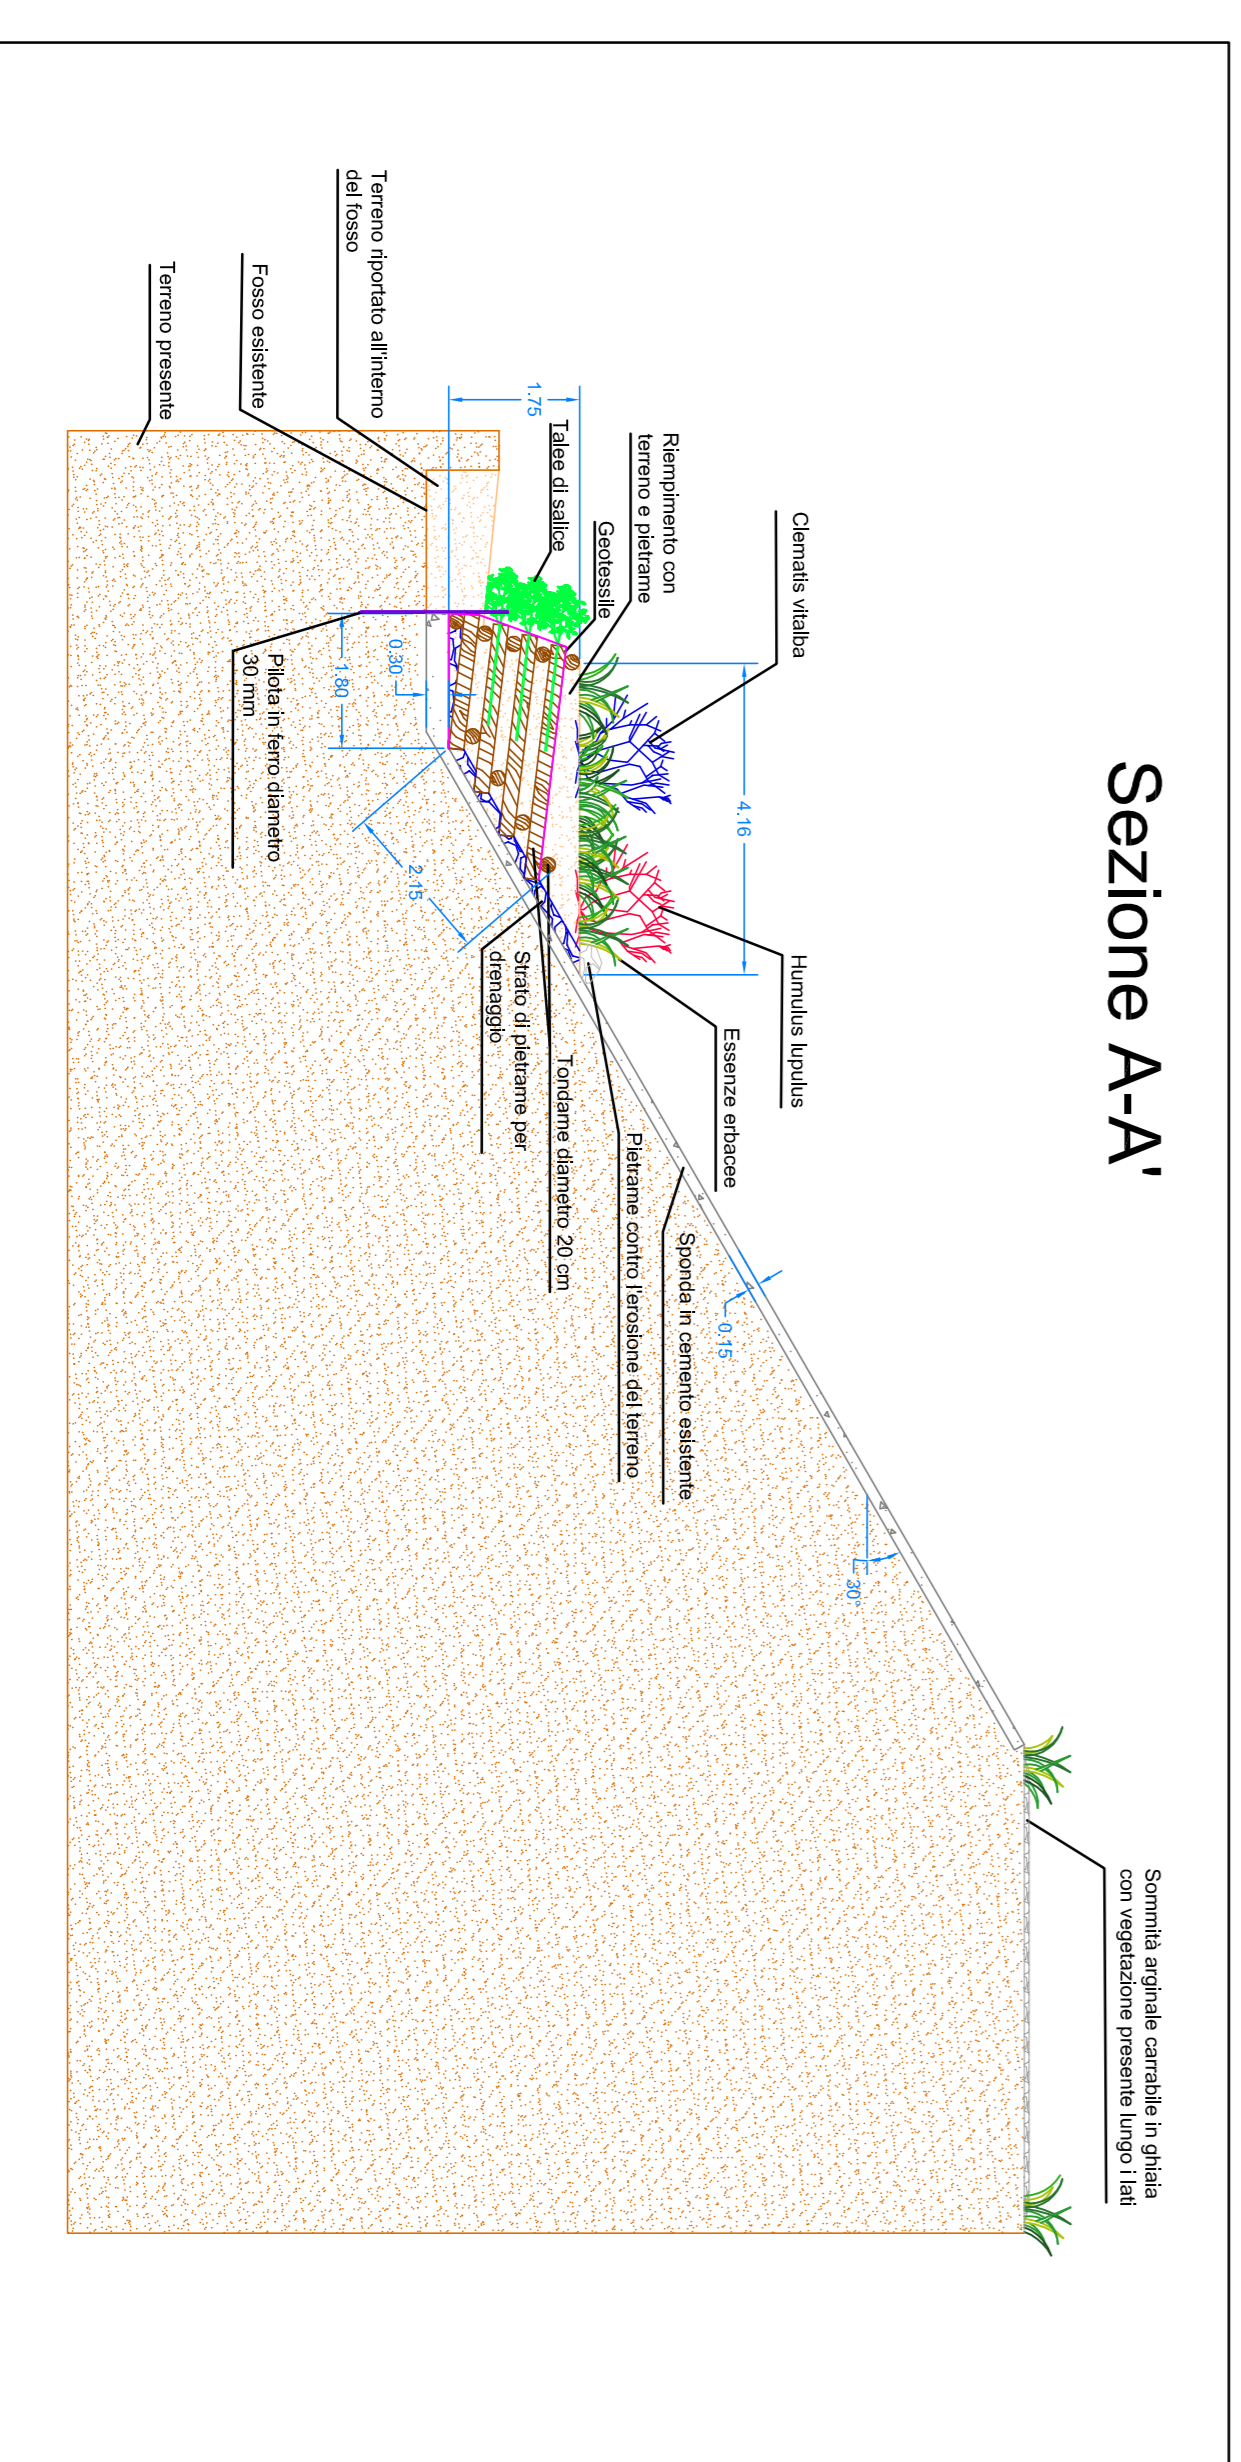 Sezione A-A'
Sommità arginale carrabile in ghiaia
con vegetazione presente lungo i lati
Clematis vitalba
Humulus lupulus
Essenze erbacee
4.16
Riempimento con
terreno e pietrame
Geotessile
Talee di salice
1.75
Sponda in cemento esistente
Pietrame contro l'erosione del terreno
Tondame diametro 20 cm
Strato di pietrame per
drenaggio
0.15
30°
Terreno riportato all'interno
del fosso
Fosso esistente
Terreno presente
0.30
1.80
2.15
Pilota in ferro diametro
30 mm